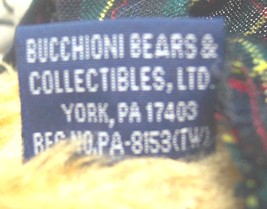 BUCCHIONI BEARS &
COLLECTIBLES, LTD.
YORK, PA 17403
REG NO. PA-8153(TW)